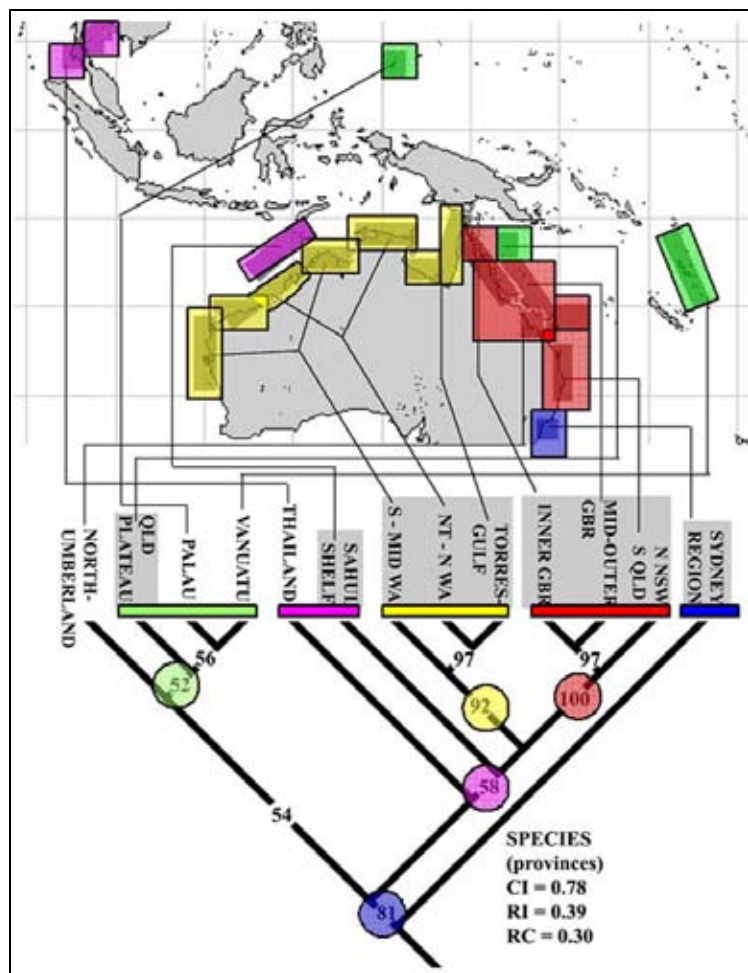 NORTH-
UMBERLAND
QLD
PLATEAU
PALAU
VANUATU
THAILAND
SAHUL
SHELF
S - MID WA
NT - N WA
TORRES-
GULF
INNER GBR
MID-OUTER
GBR
S QLD
N NSW
SYDNEY
REGION
56
97
97
52
92
100
58
54
81
SPECIES
(provinces)
CI = 0.78
RI = 0.39
RC = 0.30